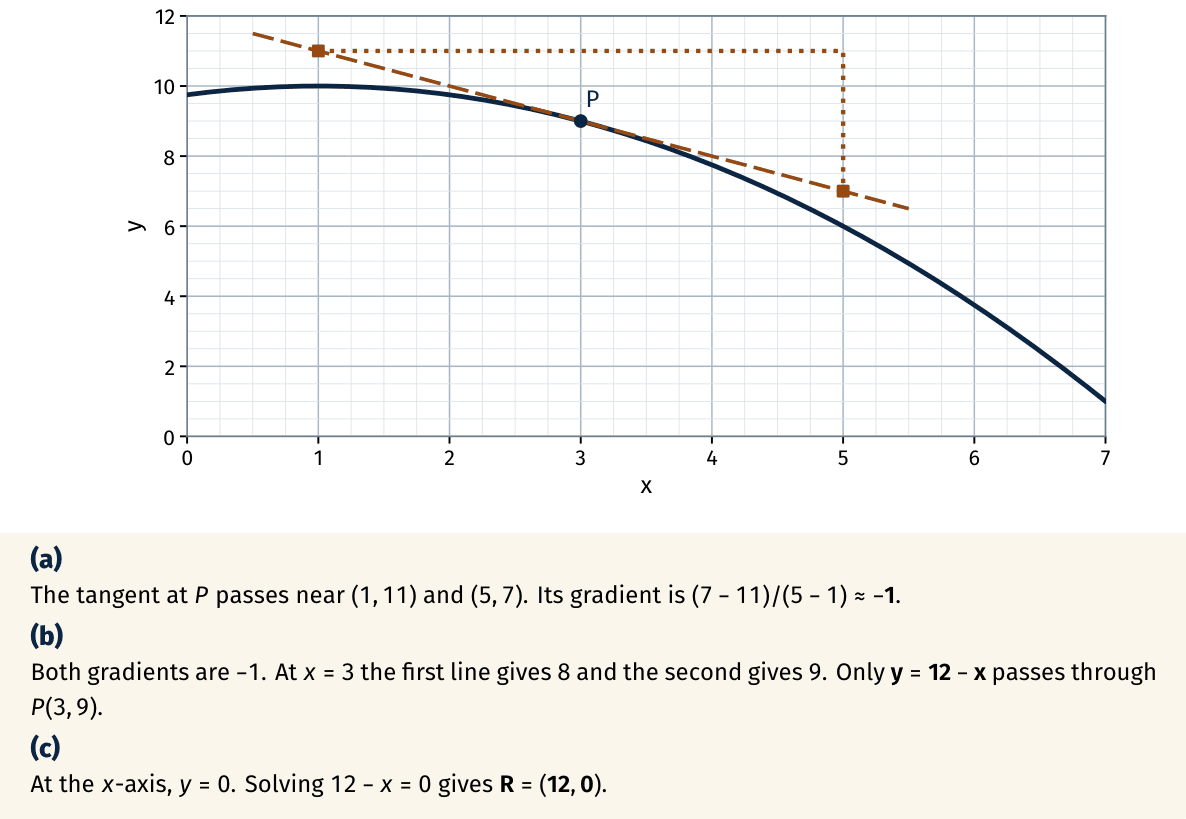 12
10
8
6
4
2
0
y
P
0 1 2 3 4 5 6 7
x
(a)
The tangent at P passes near (1, 11) and (5, 7). Its gradient is (7 − 11)/(5 − 1) ≈ −1.
(b)
Both gradients are −1. At x = 3 the first line gives 8 and the second gives 9. Only y = 12 − x passes through
P(3, 9).
(c)
At the x-axis, y = 0. Solving 12 − x = 0 gives R = (12, 0).